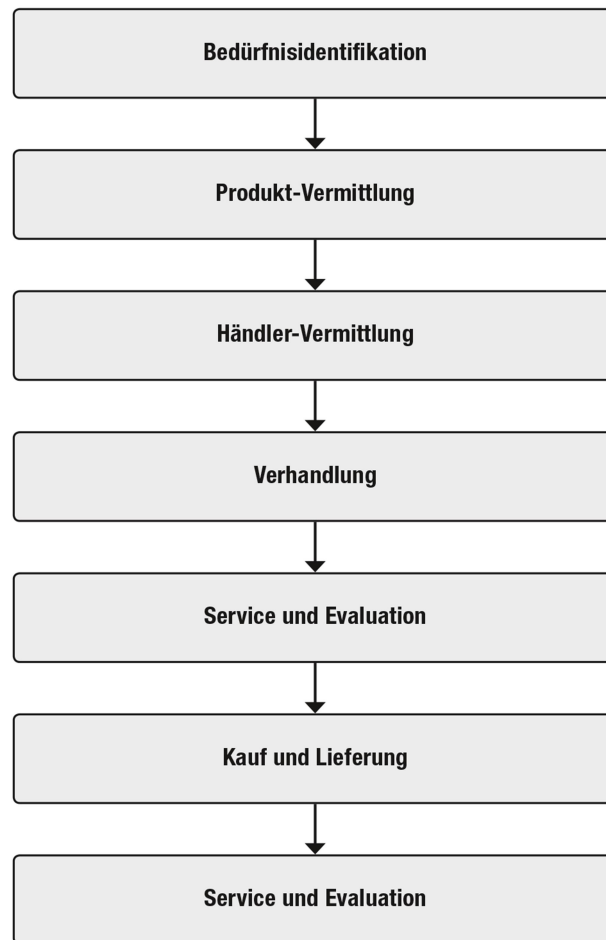 Bedürfnisidentifikation
Produkt-Vermittlung
Händler-Vermittlung
Verhandlung
Service und Evaluation
Kauf und Lieferung
Service und Evaluation